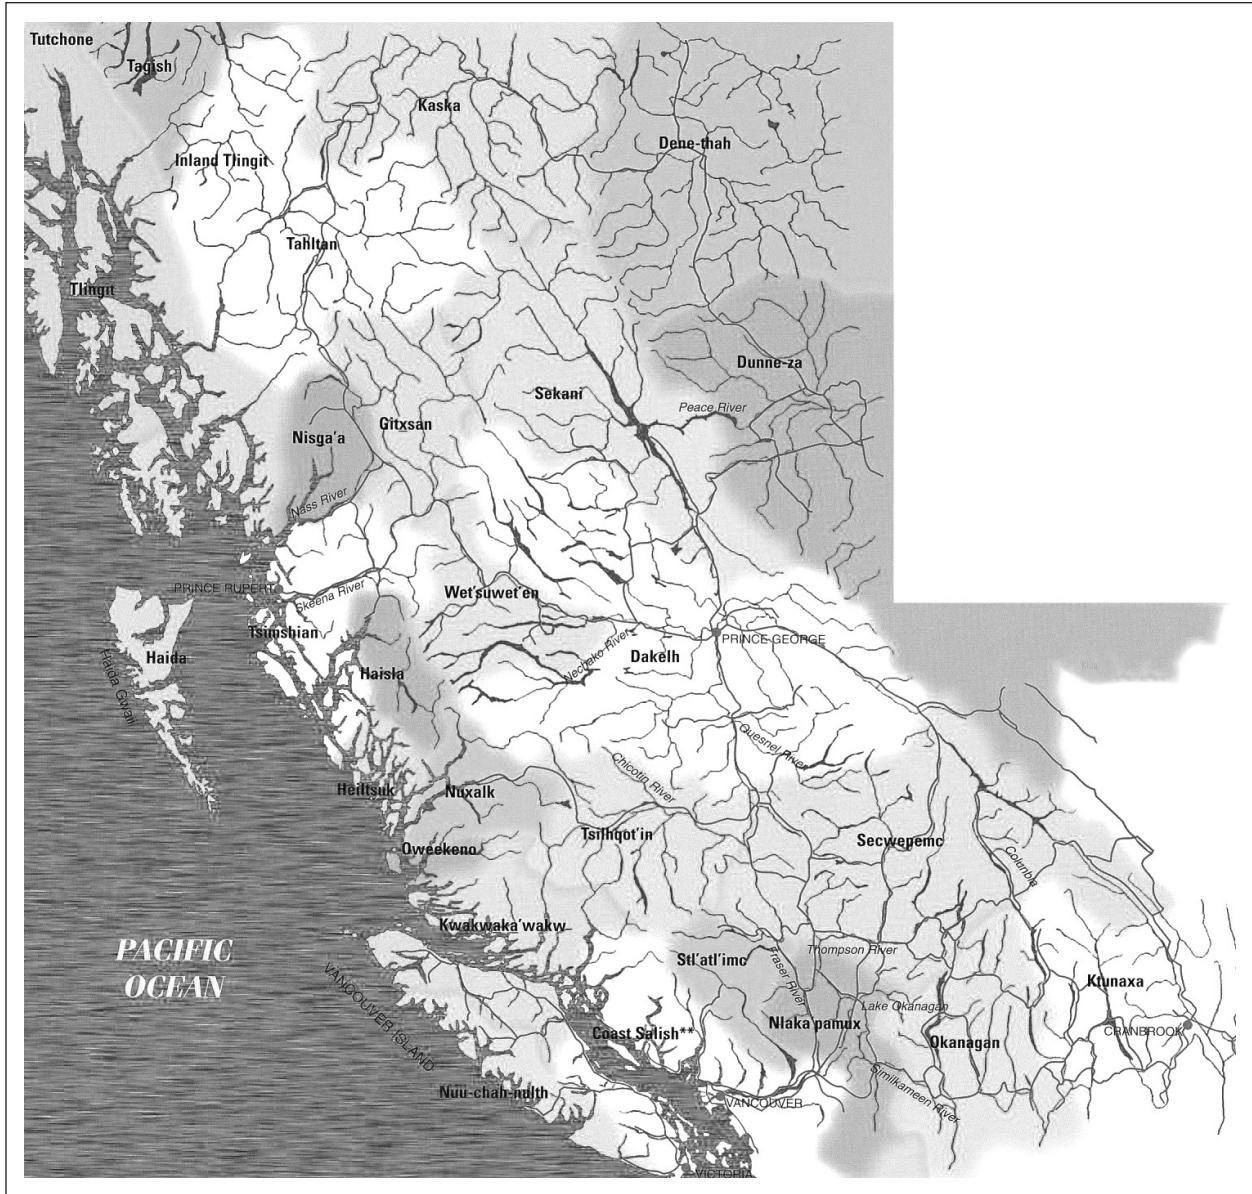 Tutchone
Tagish
Kaska
Dene-thah
Inland Tlingit
Tahltan
Tlingit
Dunne-za
Sekani
Peace River
Gitxsan
Nisga'a
Nass River
PRINCE RUPERT
Skeena River
Wet'suwet'en
Tsimshian
PRINCE GEORGE
Nechako River
Dakelh
Haida
Haida Gwaii
Haisla
Quesnel River
Chicotin River
Heiltsuk
Nuxalk
Tsilhqot'in
Secwepemc
Oweekeno
Columbia
Kwakwaka'wakw
PACIFIC
OCEAN
VANCOUVER ISLAND
Stl'atl'imc
Fraser River
Thompson River
Ktunaxa
Lake Okanagan
Nlaka pamux
CRANBROOK
Coast Salish**
Okanagan
Similkameen River
Nuu-chah-nulth
VANCOUVER
VICTORIA